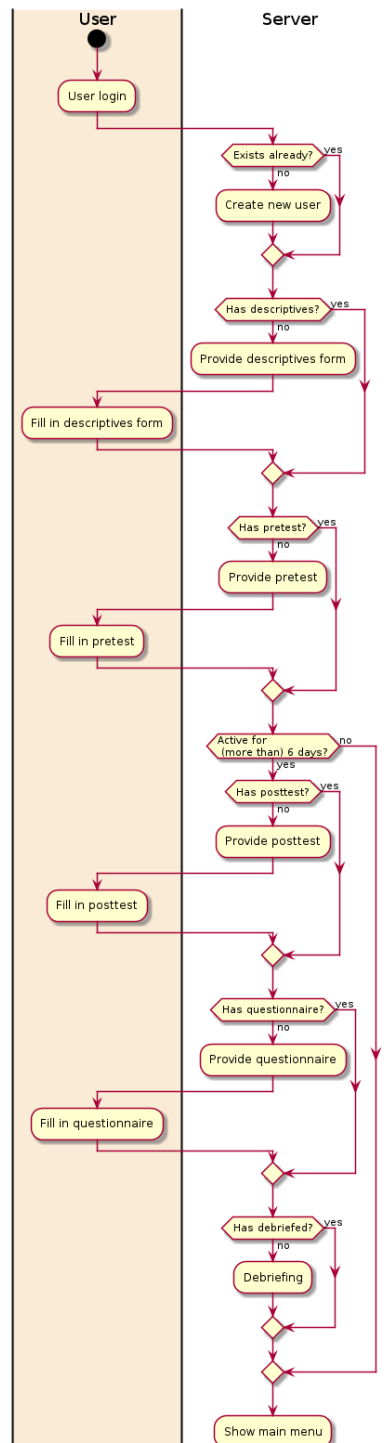 User
Server
User login
Exists already?
yes
no
Create new user
Has descriptives?
yes
no
Provide descriptives form
Fill in descriptives form
Has pretest?
yes
no
Provide pretest
Fill in pretest
Active for
(more than) 6 days?
no
yes
Has posttest?
yes
no
Provide posttest
Fill in posttest
Has questionnaire?
yes
no
Provide questionnaire
Fill in questionnaire
Has debriefed?
yes
no
Debriefing
Show main menu